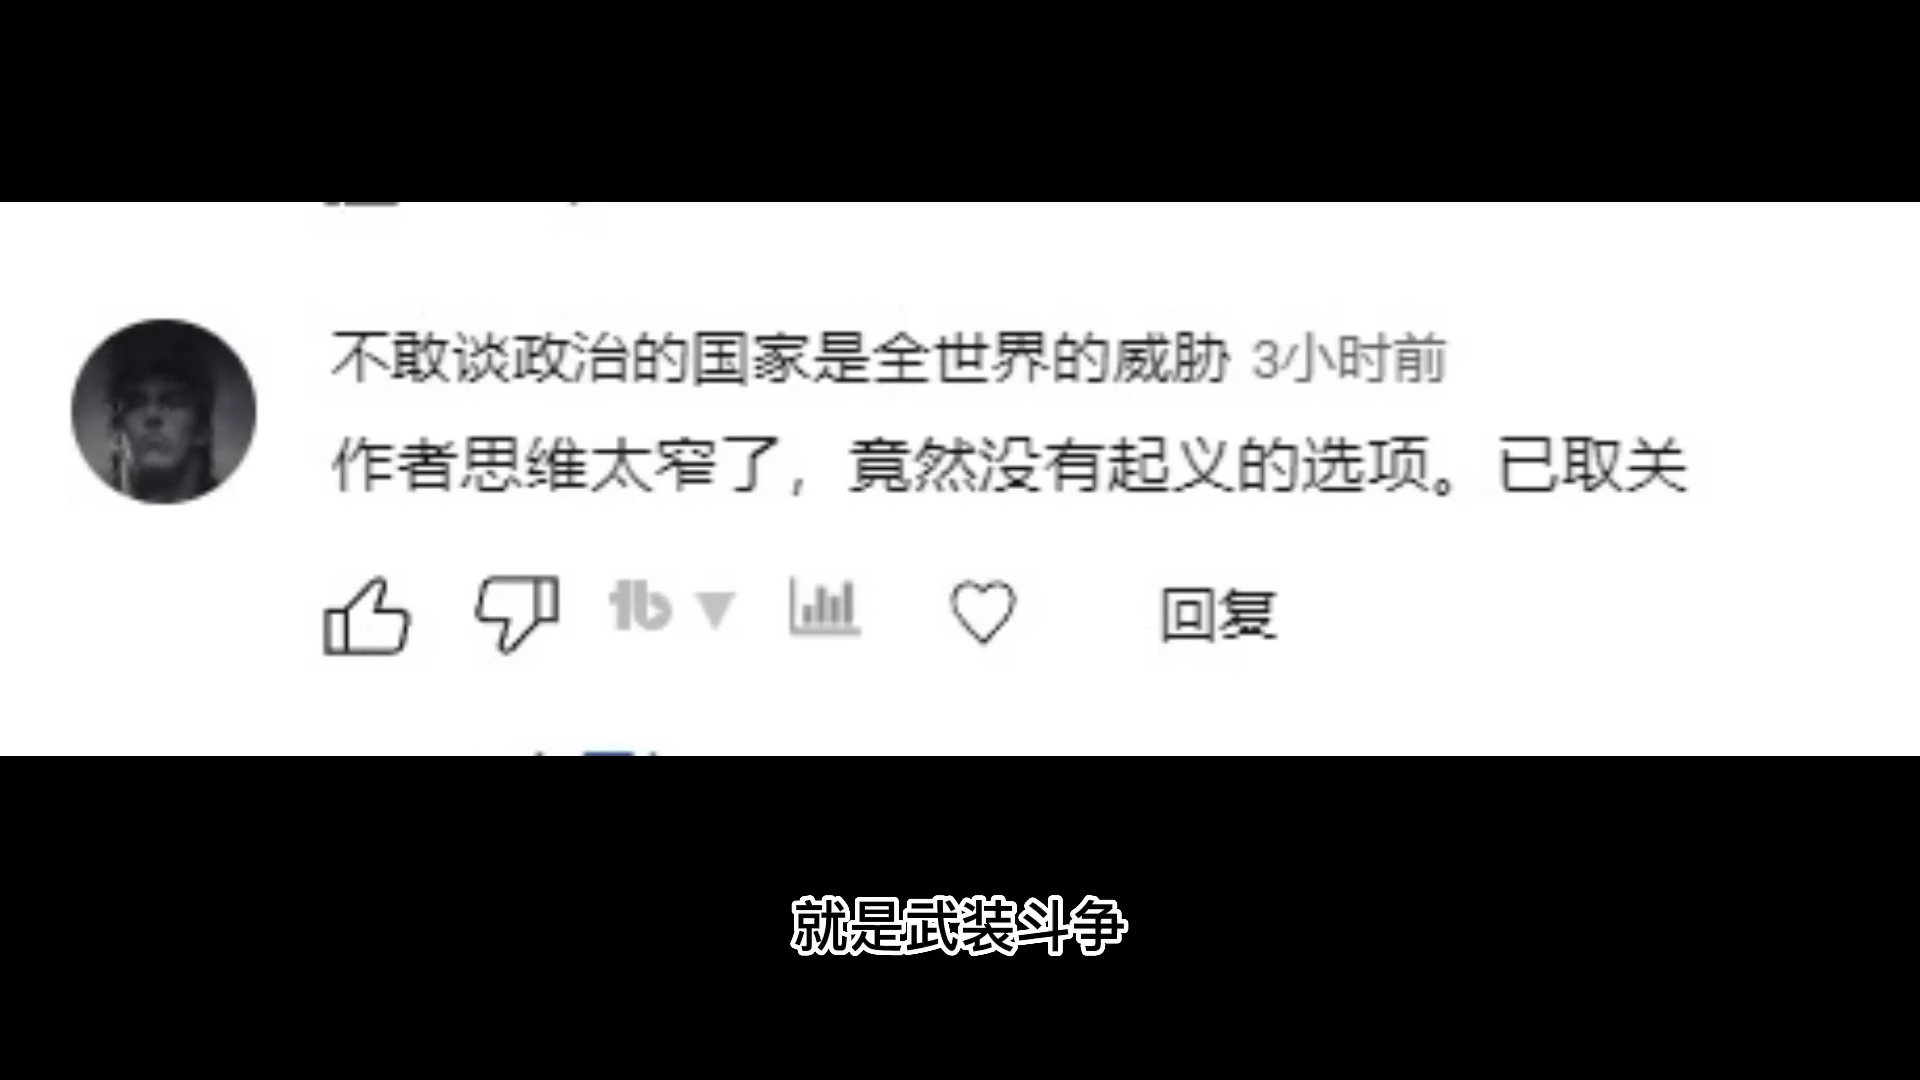 不敢谈政治的国家是全世界的威胁 3小时前
作者思维太窄了，竟然没有起义的选项。已取关
回复
就是武装斗争